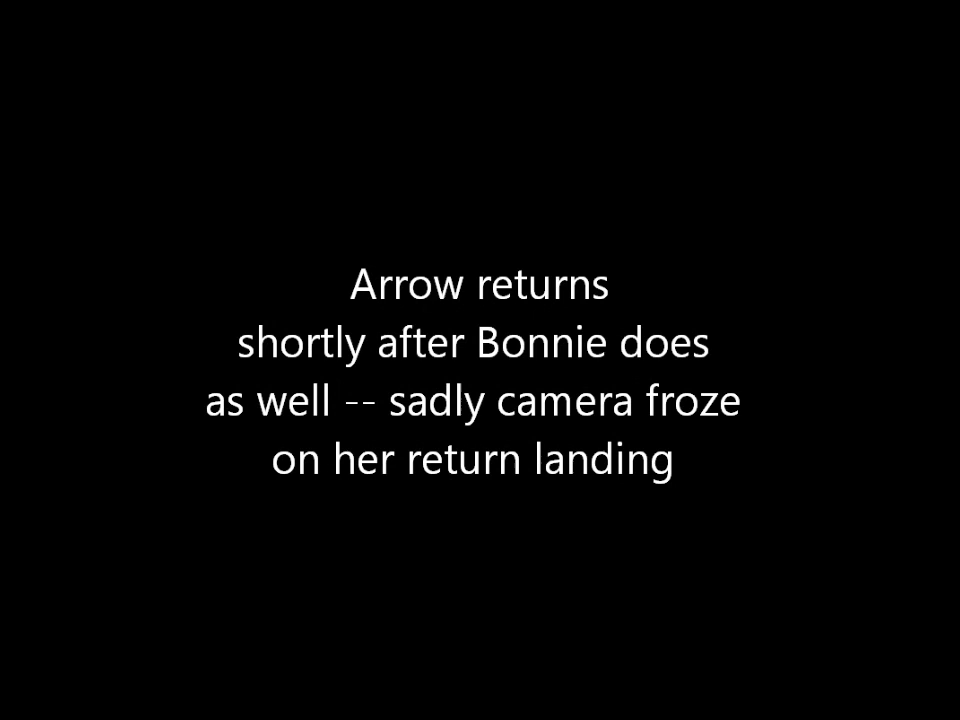 Arrow returns
shortly after Bonnie does
as well -- sadly camera froze
on her return landing